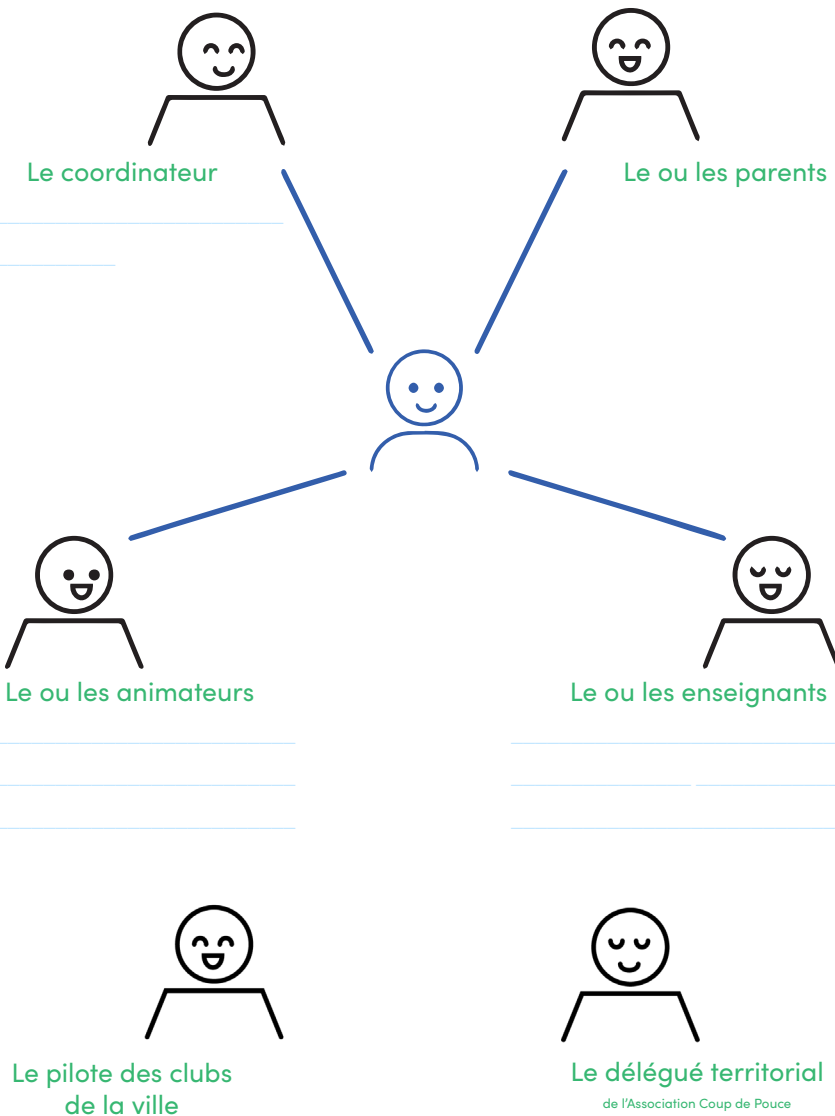 Le coordinateur
Le ou les parents
Le ou les animateurs
Le ou les enseignants
Le pilote des clubs
de la ville
Le délégué territorial
de l'Association Coup de Pouce